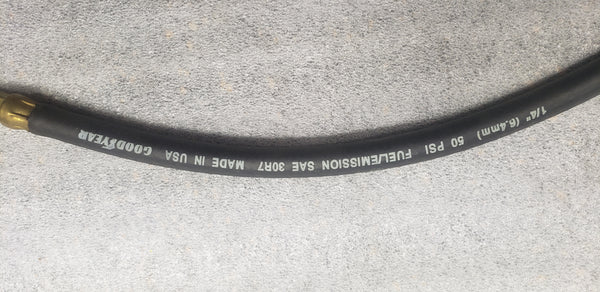 1/4" (6.4mm) 50 PSI FUEL/EMISSION SAE 30R7 MADE IN USA GOODYEAR